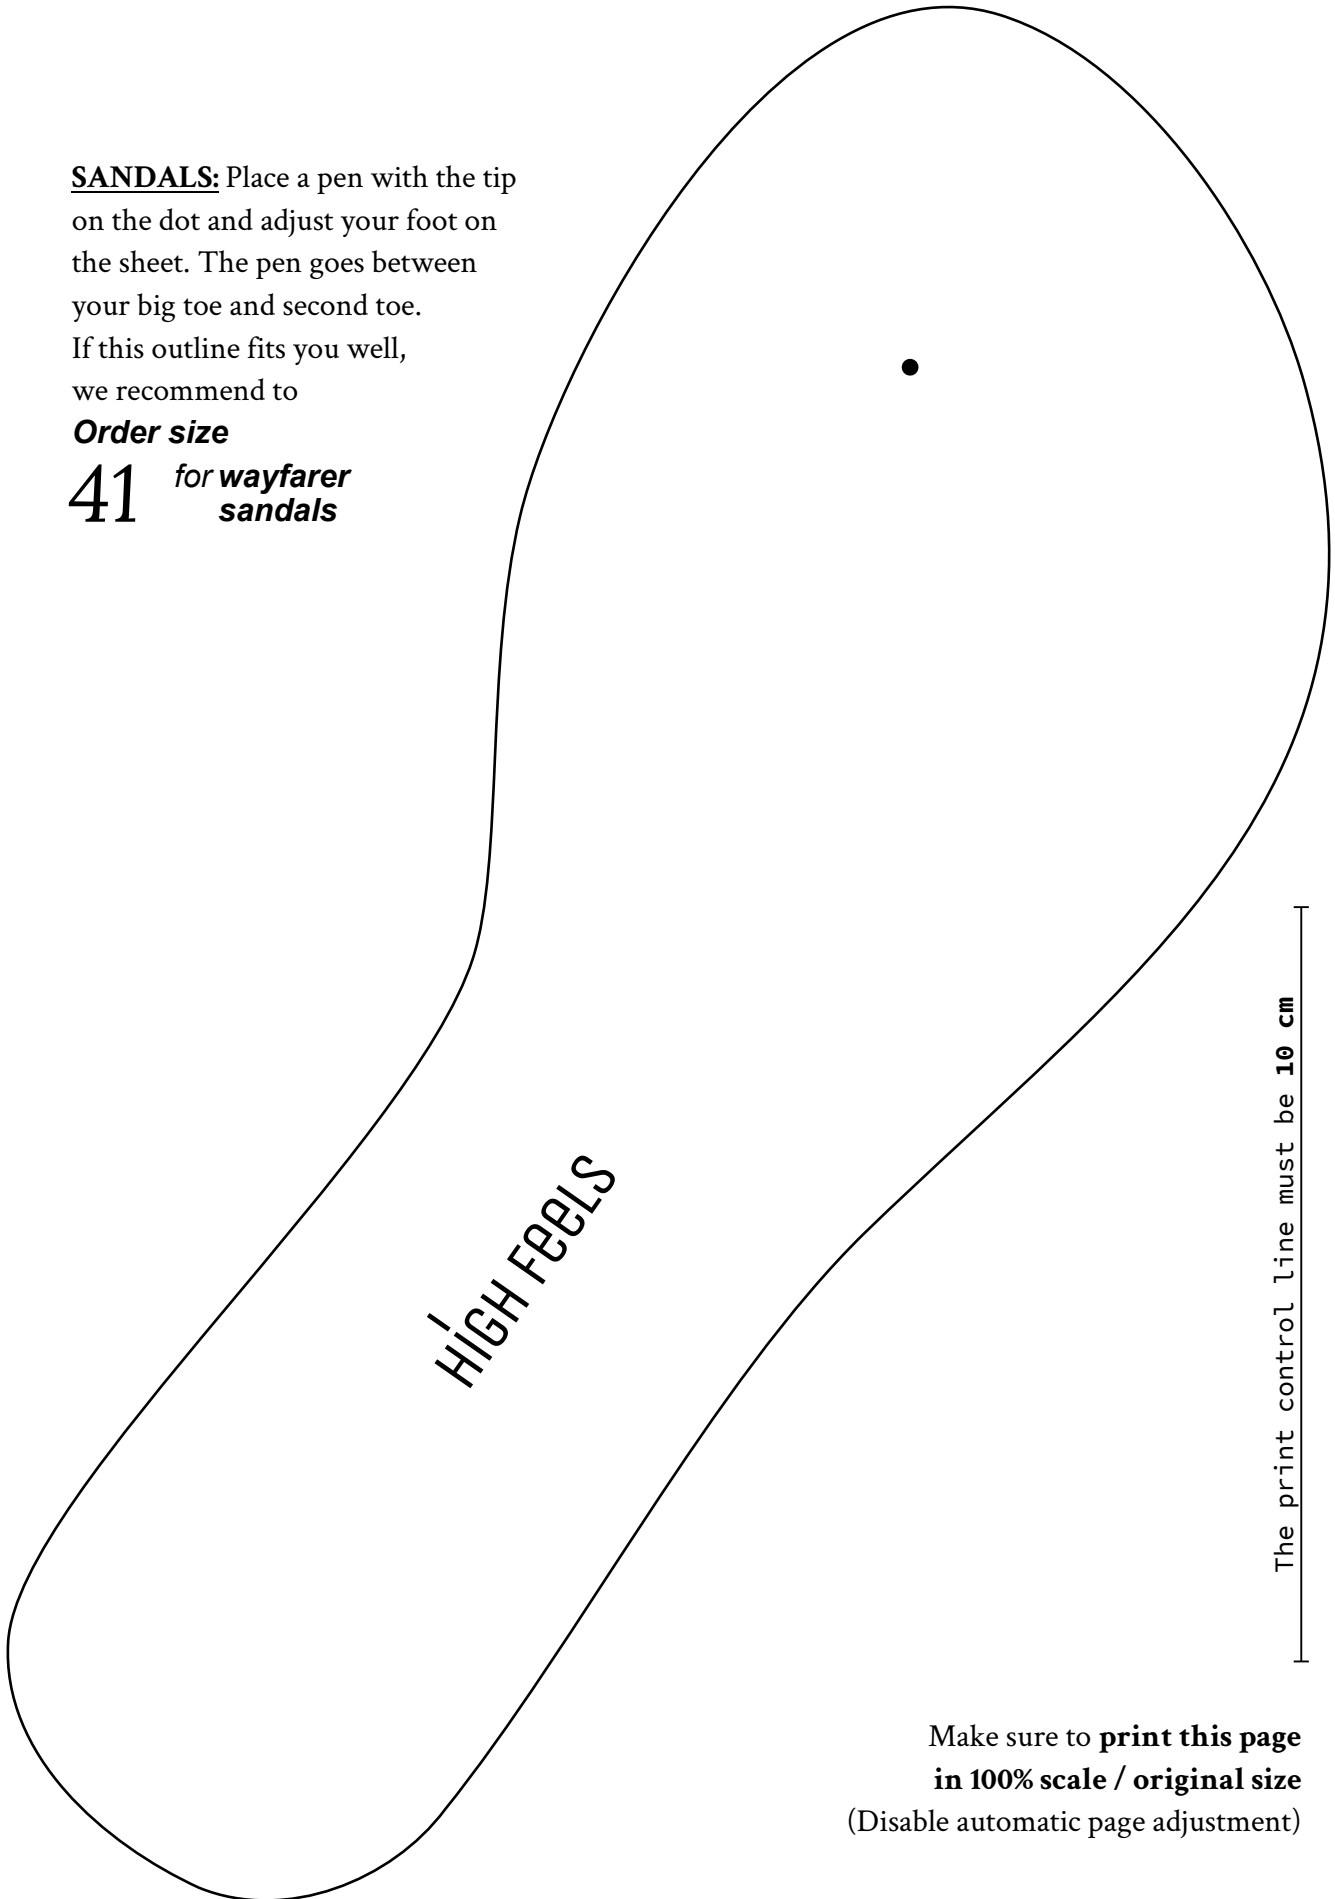 SANDALS: Place a pen with the tip
on the dot and adjust your foot on
the sheet. The pen goes between
your big toe and second toe.
If this outline fits you well,
we recommend to
Order size
41 for wayfarer
sandals
HIGH FeeLS
The print control line must be 10 cm
Make sure to print this page
in 100% scale / original size
(Disable automatic page adjustment)